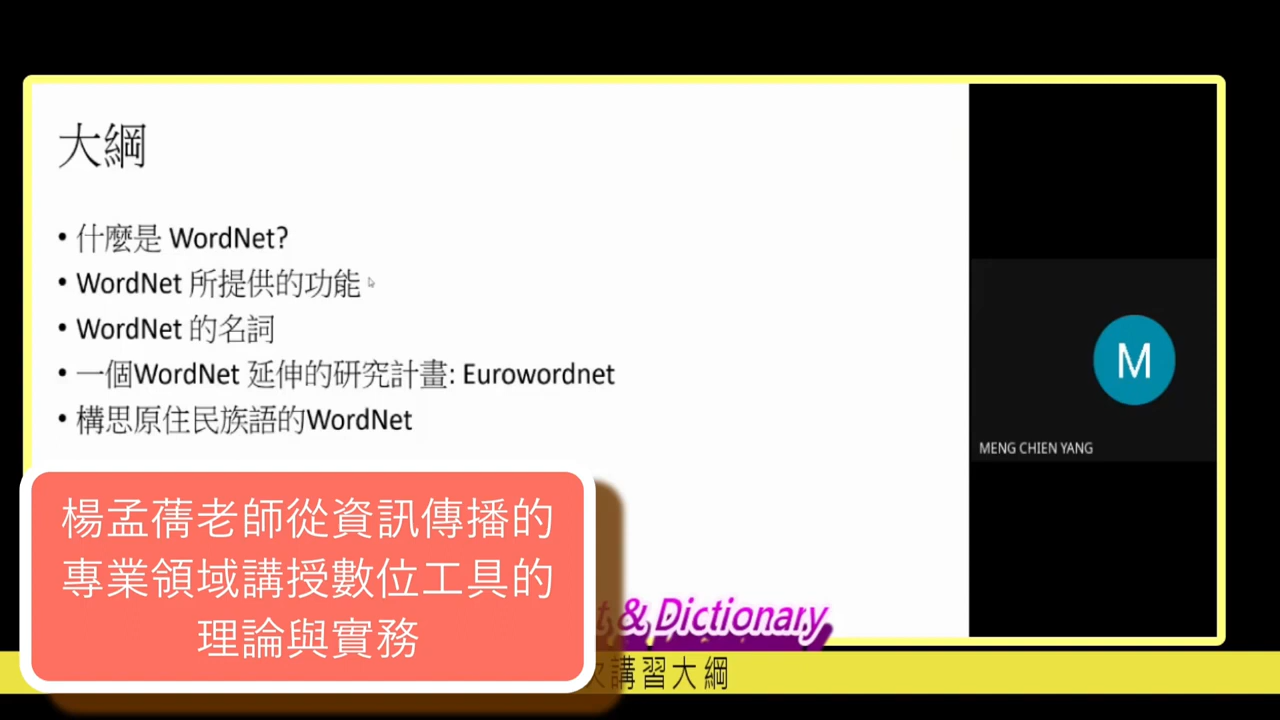 大綱
• 什麼是 WordNet?
• WordNet 所提供的功能
• WordNet 的名詞
• 一個WordNet 延伸的研究計畫: Eurowordnet
• 構思原住民族語的WordNet
M
MENG CHIEN YANG
楊孟蒨老師從資訊傳播的
專業領域講授數位工具的
理論與實務
& Dictionary
講習大綱